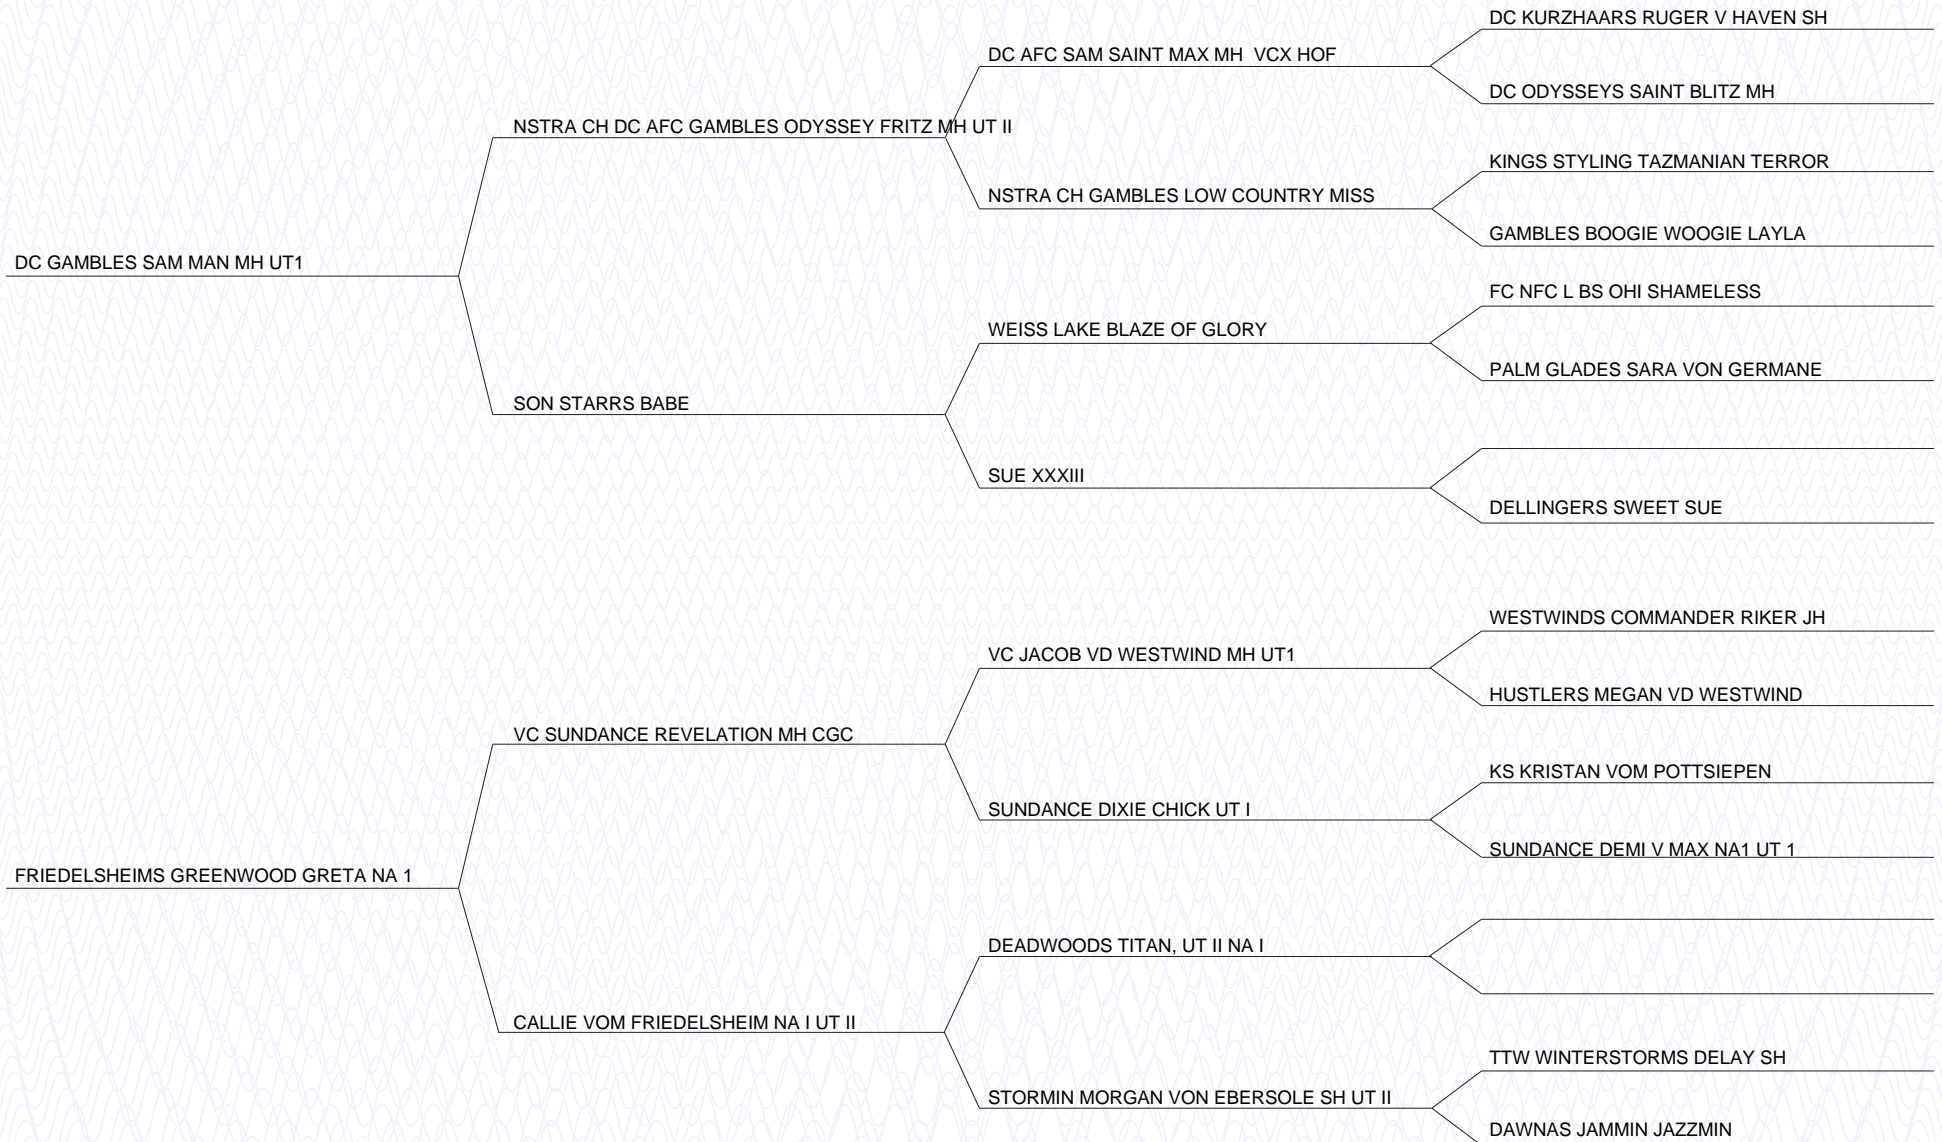 DC KURZHAARS RUGER V HAVEN SH
DC AFC SAM SAINT MAX MH  VCX HOF
DC ODYSSEYS SAINT BLITZ MH
NSTRA CH DC AFC GAMBLES ODYSSEY FRITZ MH UT II
KINGS STYLING TAZMANIAN TERROR
NSTRA CH GAMBLES LOW COUNTRY MISS
GAMBLES BOOGIE WOOGIE LAYLA
DC GAMBLES SAM MAN MH UT1
FC NFC L BS OHI SHAMELESS
WEISS LAKE BLAZE OF GLORY
PALM GLADES SARA VON GERMANE
SON STARRS BABE
SUE XXXIII
DELLINGERS SWEET SUE
WESTWINDS COMMANDER RIKER JH
VC JACOB VD WESTWIND MH UT1
HUSTLERS MEGAN VD WESTWIND
VC SUNDANCE REVELATION MH CGC
KS KRISTAN VOM POTTSIEPEN
SUNDANCE DIXIE CHICK UT I
SUNDANCE DEMI V MAX NA1 UT 1
FRIEDELSHEIMS GREENWOOD GRETA NA 1
DEADWOODS TITAN, UT II NA I
CALLIE VOM FRIEDELSHEIM NA I UT II
TTW WINTERSTORMS DELAY SH
STORMIN MORGAN VON EBERSOLE SH UT II
DAWNAS JAMMIN JAZZMIN